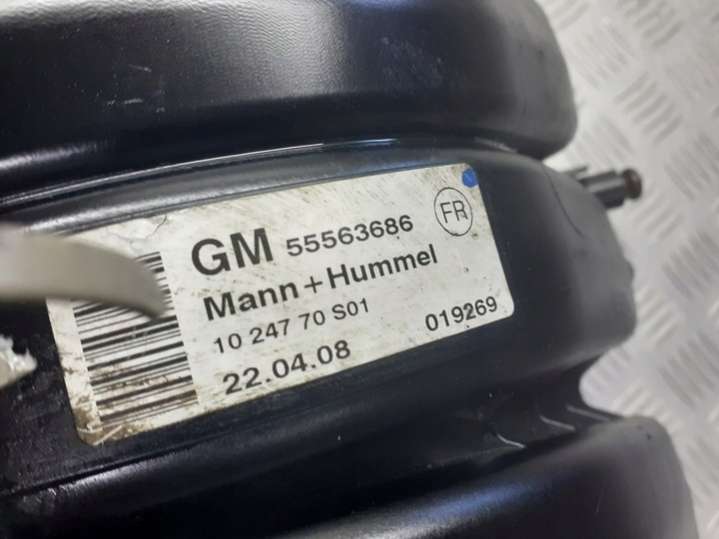 GM 55563686 FR
Mann+Hummel
10 247 70 S01 019269
22.04.08